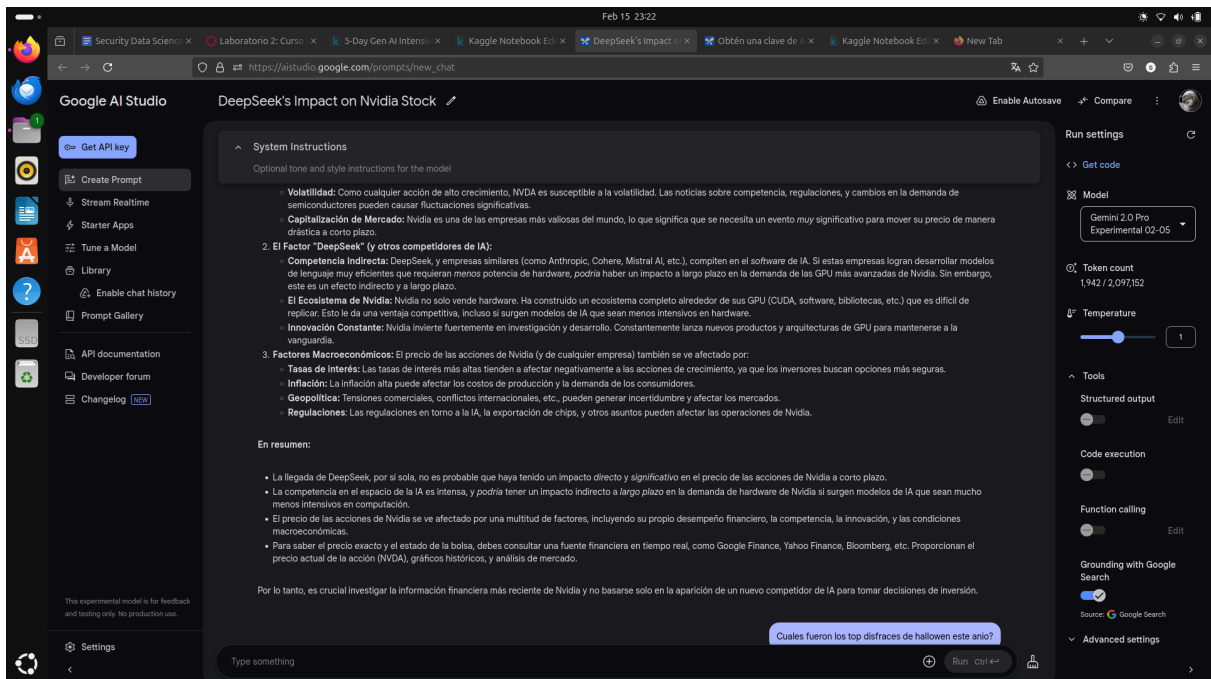 Feb 15 23:22
Security Data Science
Laboratorio 2: Curso
5-Day Gen AI Intensiv
Kaggle Notebook Edi
DeepSeek's Impact o
Obtén una clave de A
Kaggle Notebook Edi
New Tab
https://aistudio.google.com/prompts/new_chat
Google AI Studio
DeepSeek's Impact on Nvidia Stock
Enable Autosave
Compare
Get API key
Create Prompt
Stream Realtime
Starter Apps
Tune a Model
Library
Enable chat history
Prompt Gallery
API documentation
Developer forum
Changelog NEW
This experimental model is for feedback
and testing only. No production use.
Settings
System Instructions
Optional tone and style instructions for the model
Volatilidad: Como cualquier acción de alto crecimiento, NVDA es susceptible a la volatilidad. Las noticias sobre competencia, regulaciones, y cambios en la demanda de
semiconductores pueden causar fluctuaciones significativas.
Capitalización de Mercado: Nvidia es una de las empresas más valiosas del mundo, lo que significa que se necesita un evento muy significativo para mover su precio de manera
drástica a corto plazo.
2. El Factor "DeepSeek" (y otros competidores de IA):
Competencia Indirecta: DeepSeek, y empresas similares (como Anthropic, Cohere, Mistral AI, etc.), compiten en el software de IA. Si estas empresas logran desarrollar modelos
de lenguaje muy eficientes que requieran menos potencia de hardware, podría haber un impacto a largo plazo en la demanda de las GPU más avanzadas de Nvidia. Sin embargo,
este es un efecto indirecto y a largo plazo.
El Ecosistema de Nvidia: Nvidia no solo vende hardware. Ha construido un ecosistema completo alrededor de sus GPU (CUDA, software, bibliotecas, etc.) que es difícil de
replicar. Esto le da una ventaja competitiva, incluso si surgen modelos de IA que sean menos intensivos en hardware.
Innovación Constante: Nvidia invierte fuertemente en investigación y desarrollo. Constantemente lanza nuevos productos y arquitecturas de GPU para mantenerse a la
vanguardia.
3. Factores Macroeconómicos: El precio de las acciones de Nvidia (y de cualquier empresa) también se ve afectado por:
Tasas de interés: Las tasas de interés más altas tienden a afectar negativamente a las acciones de crecimiento, ya que los inversores buscan opciones más seguras.
Inflación: La inflación alta puede afectar los costos de producción y la demanda de los consumidores.
Geopolítica: Tensiones comerciales, conflictos internacionales, etc., pueden generar incertidumbre y afectar los mercados.
Regulaciones: Las regulaciones en torno a la IA, la exportación de chips, y otros asuntos pueden afectar las operaciones de Nvidia.
En resumen:
La llegada de DeepSeek, por sí sola, no es probable que haya tenido un impacto directo y significativo en el precio de las acciones de Nvidia a corto plazo.
La competencia en el espacio de la IA es intensa, y podría tener un impacto indirecto a largo plazo en la demanda de hardware de Nvidia si surgen modelos de IA que sean mucho
menos intensivos en computación.
El precio de las acciones de Nvidia se ve afectado por una multitud de factores, incluyendo su propio desempeño financiero, la competencia, la innovación, y las condiciones
macroeconómicas.
Para saber el precio exacto y el estado de la bolsa, debes consultar una fuente financiera en tiempo real, como Google Finance, Yahoo Finance, Bloomberg, etc. Proporcionan el
precio actual de la acción (NVDA), gráficos históricos, y análisis de mercado.
Por lo tanto, es crucial investigar la información financiera más reciente de Nvidia y no basarse solo en la aparición de un nuevo competidor de IA para tomar decisiones de inversión.
Cuales fueron los top disfraces de hallowen este anio?
Type something
Run Ctrl
Run settings
Get code
Model
Gemini 2.0 Pro
Experimental 02-05
Token count
1,942 / 2,097,152
Temperature
1
Tools
Structured output
Edit
Code execution
Function calling
Edit
Grounding with Google
Search
Source: Google Search
Advanced settings
1
SSD